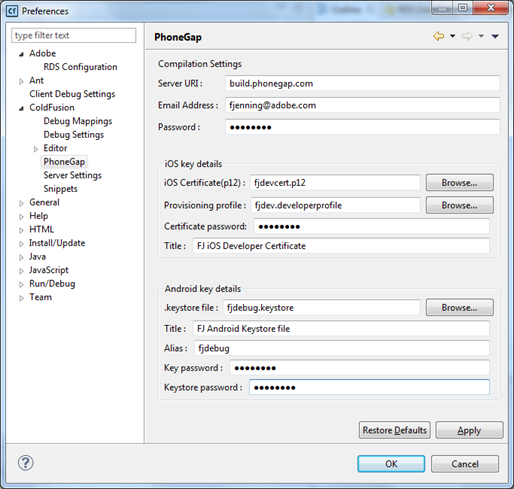 Cf Preferences
type filter text
Adobe
RDS Configuration
Ant
Client Debug Settings
ColdFusion
Debug Mappings
Debug Settings
Editor
PhoneGap
Server Settings
Snippets
General
Help
HTML
Install/Update
Java
JavaScript
Run/Debug
Team
PhoneGap
Compilation Settings
Server URI : build.phonegap.com
Email Address : fjenning@adobe.com
Password : ●●●●●●●●
iOS key details
iOS Certificate(p12) : fjdevcert.p12 Browse...
Provisioning profile : fjdev.developerprofile Browse...
Certificate password: ●●●●●●●●
Title : FJ iOS Developer Certificate
Android key details
.keystore file : fjdebug.keystore Browse...
Title : FJ Android Keystore file
Alias : fjdebug
Key password : ●●●●●●●●
Keystore password : ●●●●●●●●
Restore Defaults Apply
? OK Cancel